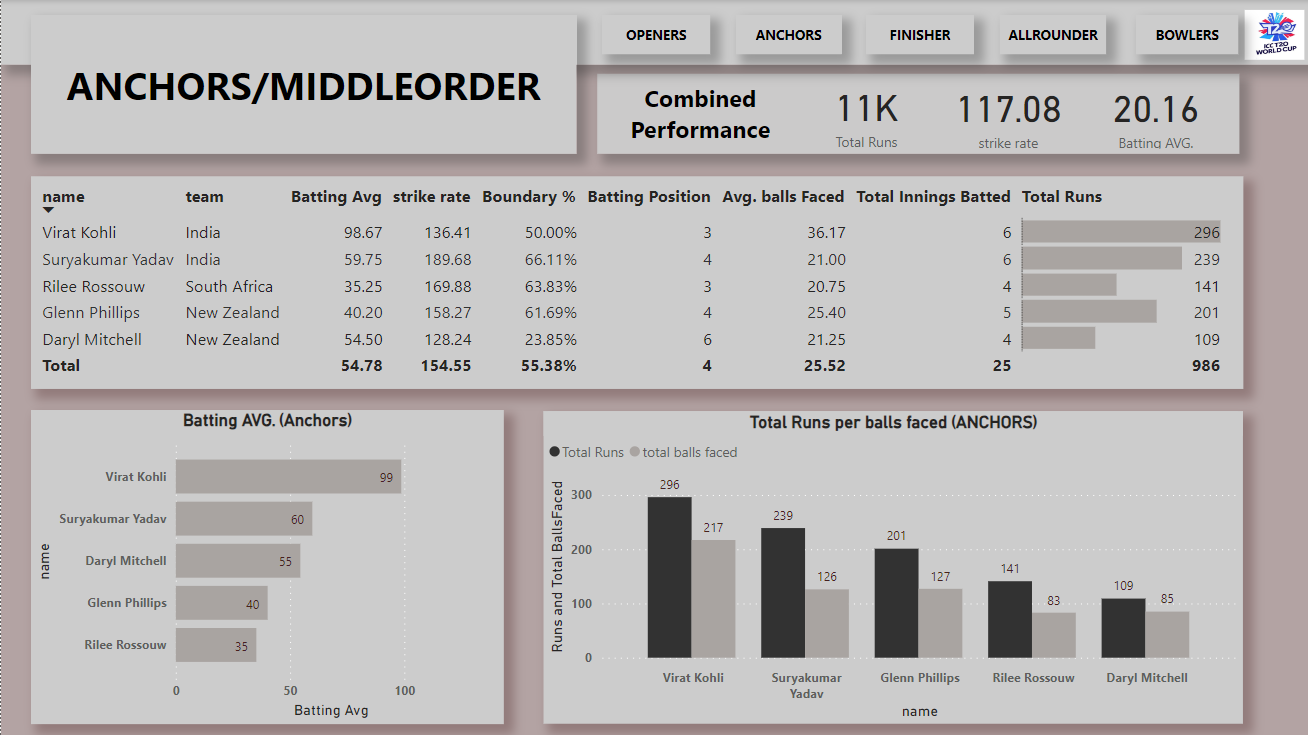 OPENERS ANCHORS FINISHER ALLROUNDER BOWLERS
T20
ICC T20
WORLD CUP
ANCHORS/MIDDLEORDER
Combined
Performance
11K 117.08 20.16
Total Runs strike rate Batting AVG.
name team Batting Avg strike rate Boundary % Batting Position Avg. balls Faced Total Innings Batted Total Runs
Virat Kohli India 98.67 136.41 50.00% 3 36.17 6 296
Suryakumar Yadav India 59.75 189.68 66.11% 4 21.00 6 239
Rilee Rossouw South Africa 35.25 169.88 63.83% 3 20.75 4 141
Glenn Phillips New Zealand 40.20 158.27 61.69% 4 25.40 5 201
Daryl Mitchell New Zealand 54.50 128.24 23.85% 6 21.25 4 109
Total 54.78 154.55 55.38% 4 25.52 25 986
Batting AVG. (Anchors)
name
Virat Kohli 99
Suryakumar Yadav 60
Daryl Mitchell 55
Glenn Phillips 40
Rilee Rossouw 35
0 50 100
Batting Avg
Total Runs per balls faced (ANCHORS)
Total Runs total balls faced
Runs and Total BallsFaced
300
200
100
0
296 217
239 126
201 127
141 83
109 85
Virat Kohli Suryakumar Glenn Phillips Rilee Rossouw Daryl Mitchell
Yadav
name